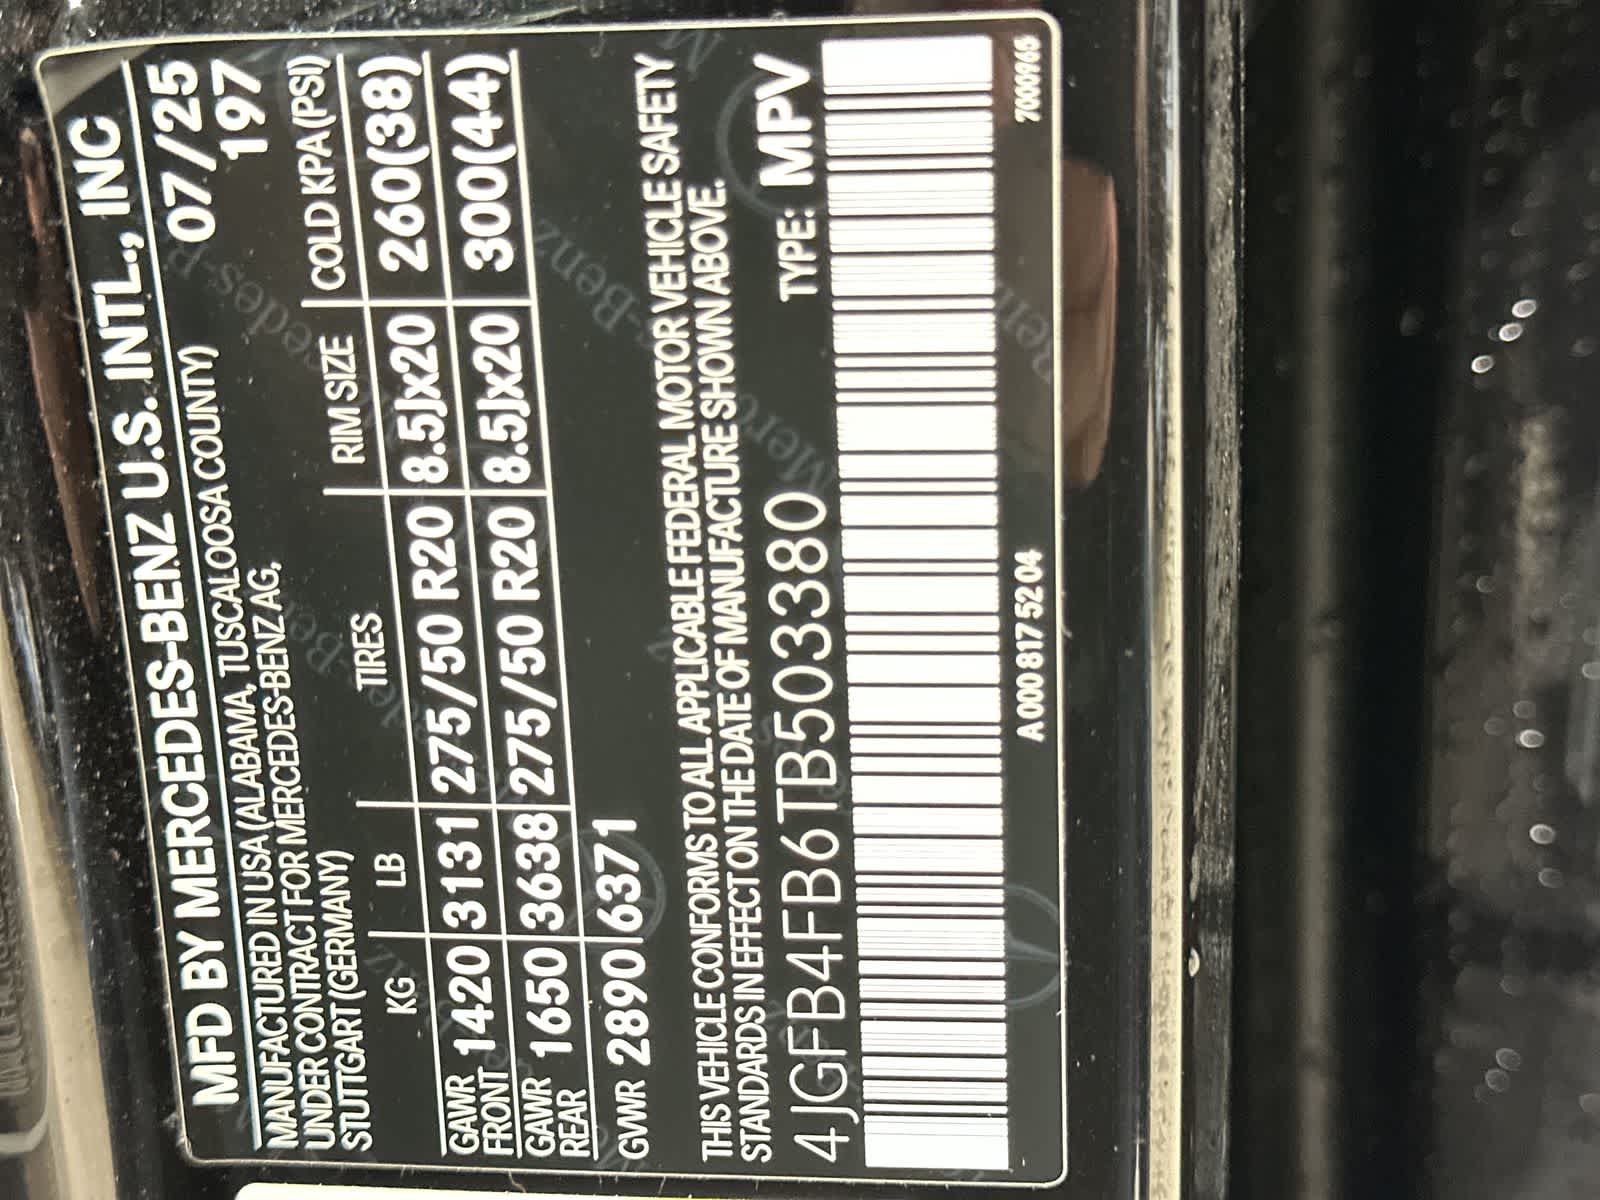 MFD BY MERCEDES-BENZ U.S. INTL., INC
MANUFACTURED IN USA (ALABAMA, TUSCALOOSA COUNTY) 07/25
UNDER CONTRACT FOR MERCEDES-BENZ AG, 197
STUTTGART (GERMANY)
KG LB TIRES RIM SIZE COLD KPA (PSI)
GAWR FRONT 1420 3131 275/50 R20 8.5Jx20 260(38)
GAWR REAR 1650 3638 275/50 R20 8.5Jx20 300(44)
GVWR 2890 6371
THIS VEHICLE CONFORMS TO ALL APPLICABLE FEDERAL MOTOR VEHICLE SAFETY
STANDARDS IN EFFECT ON THE DATE OF MANUFACTURE SHOWN ABOVE.
4JGFB4FB6TB503380 TYPE: MPV
A 000 817 52 04 7000965